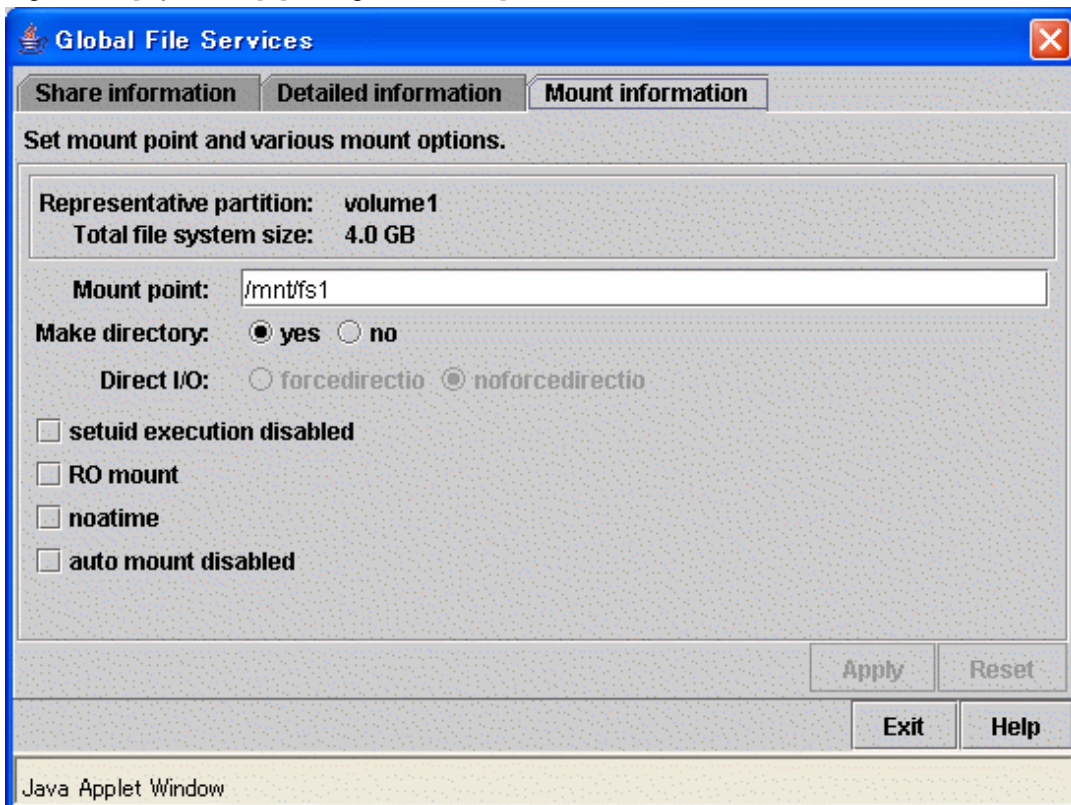 Global File Services
Share information Detailed information Mount information
Set mount point and various mount options.
Representative partition: volume1
Total file system size: 4.0 GB
Mount point: /mnt/fs1
Make directory: yes no
Direct I/O: forcedirectio noforcedirectio
setuid execution disabled
RO mount
noatime
auto mount disabled
Apply Reset
Exit Help
Java Applet Window